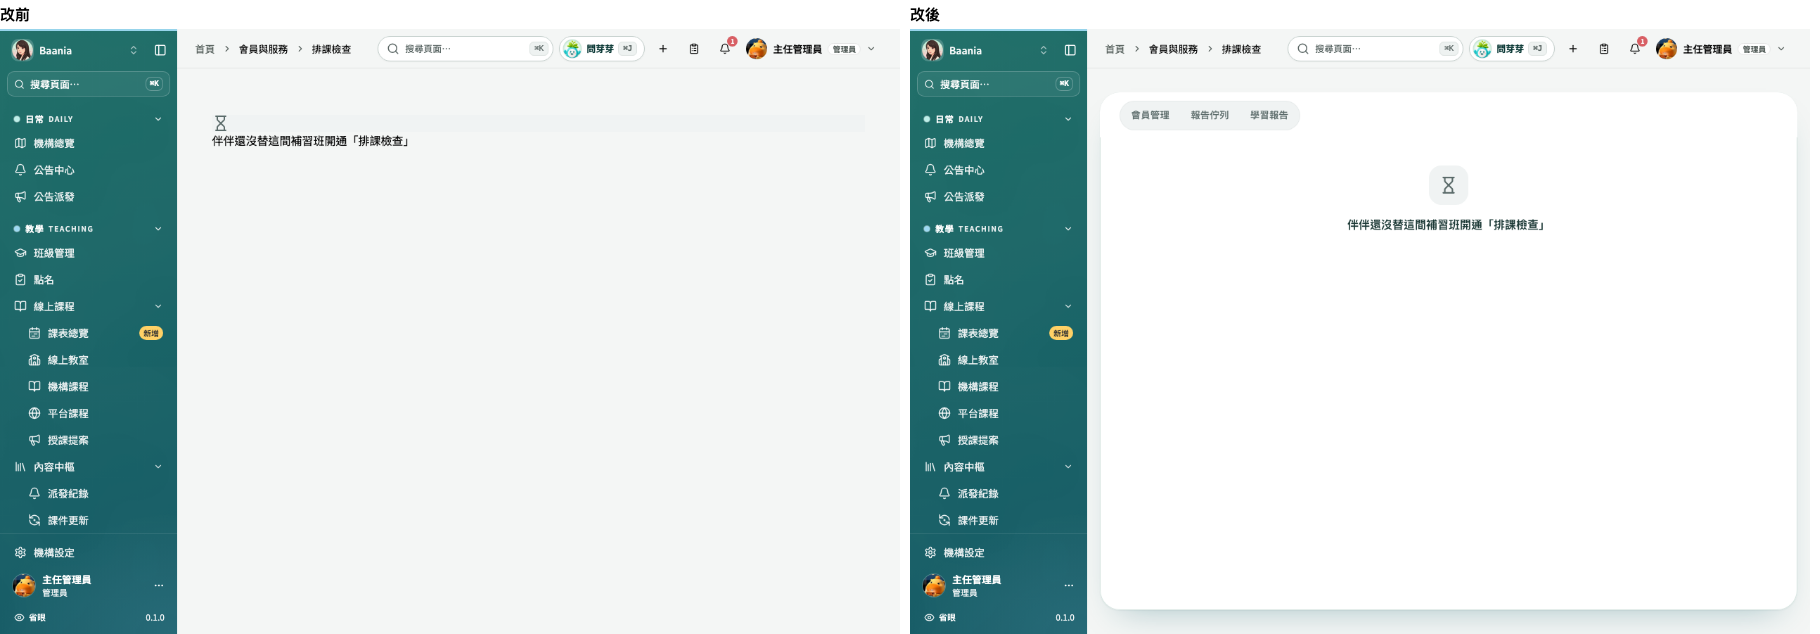 改前
Baania
搜尋頁面… ⌘K
日常 DAILY
機構總覽
公告中心
公告派發
教學 TEACHING
班級管理
點名
線上課程
課表總覽 新增
線上教室
機構課程
平台課程
授課提案
內容中樞
派發紀錄
課件更新
機構設定
主任管理員
管理員
省眼 0.1.0
首頁 > 會員與服務 > 排課檢查
搜尋頁面… ⌘K
問芽芽 ⌘J
1
主任管理員 管理員
伴伴還沒替這間補習班開通「排課檢查」
改後
Baania
搜尋頁面… ⌘K
日常 DAILY
機構總覽
公告中心
公告派發
教學 TEACHING
班級管理
點名
線上課程
課表總覽 新增
線上教室
機構課程
平台課程
授課提案
內容中樞
派發紀錄
課件更新
機構設定
主任管理員
管理員
省眼 0.1.0
首頁 > 會員與服務 > 排課檢查
搜尋頁面… ⌘K
問芽芽 ⌘J
1
主任管理員 管理員
會員管理 報告佇列 學習報告
伴伴還沒替這間補習班開通「排課檢查」